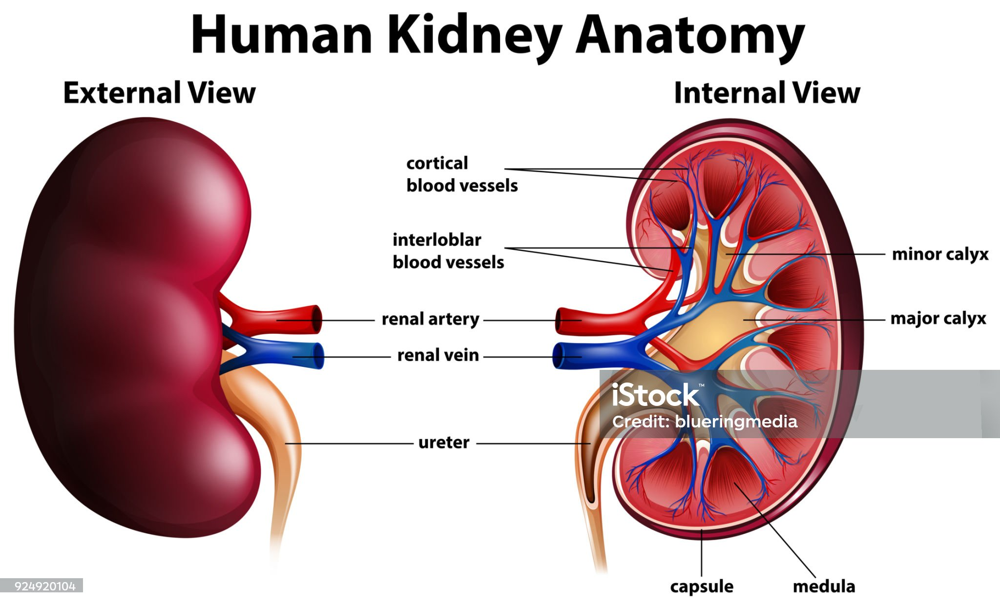 Human Kidney Anatomy
External View
Internal View
cortical
blood vessels
interloblar
blood vessels
minor calyx
renal artery
major calyx
renal vein
iStock™
Credit: blueringmedia
ureter
capsule
medula
924920104